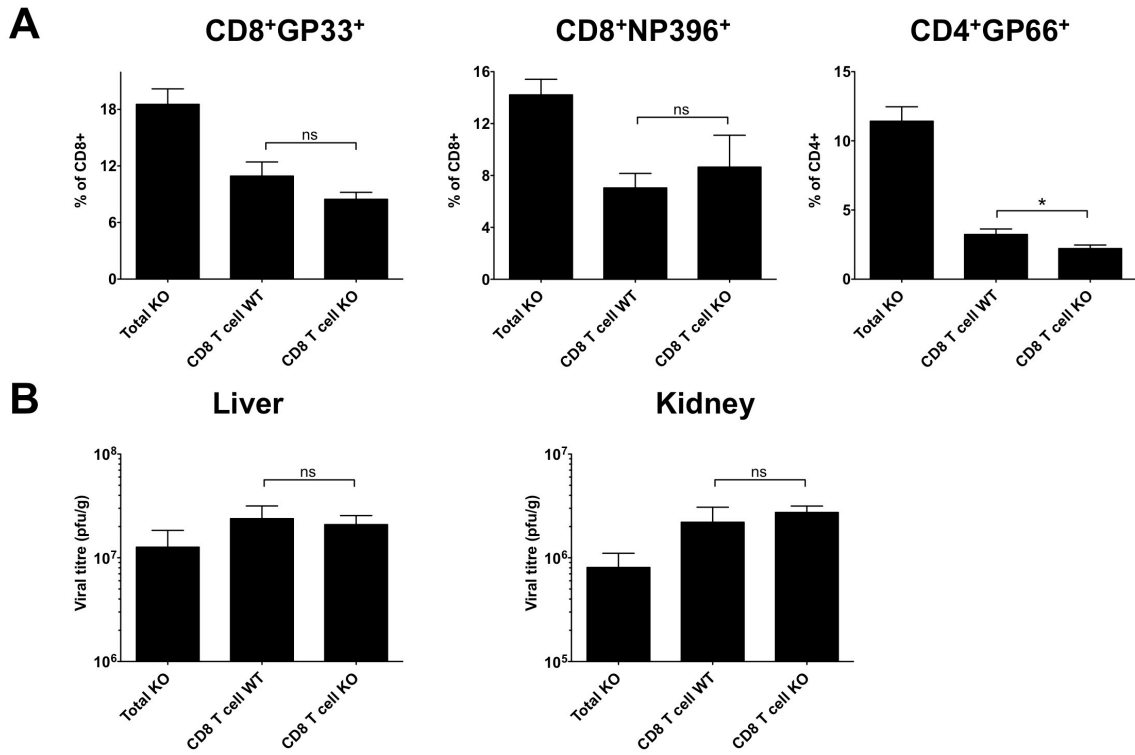 A
CD8⁺GP33⁺
CD8⁺NP396⁺
CD4⁺GP66⁺
% of CD8+
18
12
6
0
ns
Total KO
CD8 T cell WT
CD8 T cell KO
% of CD8+
16
12
8
4
0
ns
Total KO
CD8 T cell WT
CD8 T cell KO
% of CD4+
15
10
5
0
*
Total KO
CD8 T cell WT
CD8 T cell KO
B
Liver
Kidney
Viral titre (pfu/g)
10⁸
10⁷
10⁶
ns
Total KO
CD8 T cell WT
CD8 T cell KO
Viral titre (pfu/g)
10⁷
10⁶
10⁵
ns
Total KO
CD8 T cell WT
CD8 T cell KO